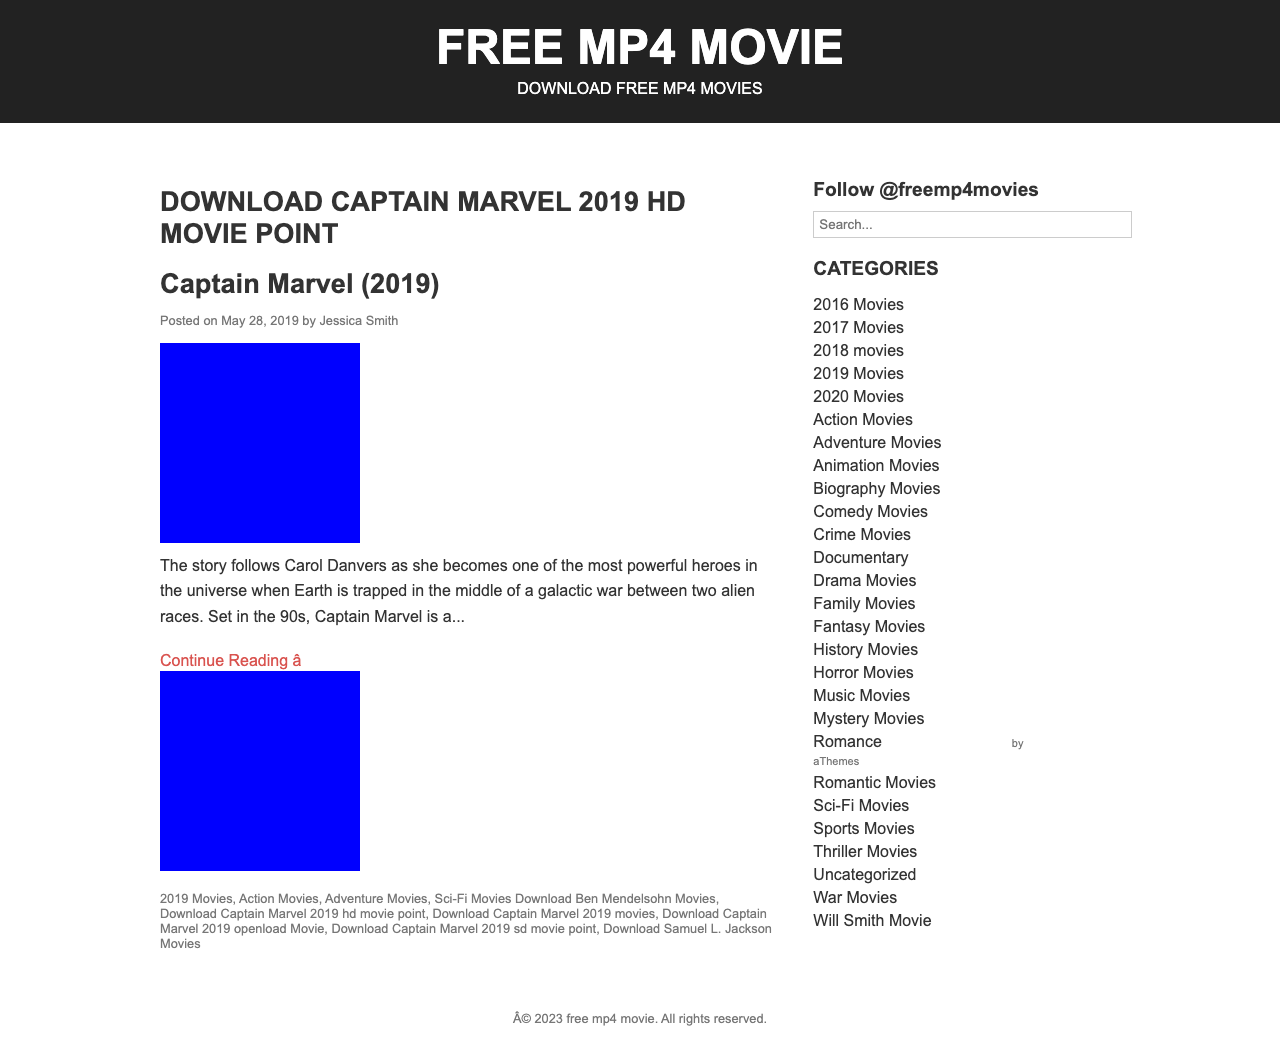 FREE MP4 MOVIE
DOWNLOAD FREE MP4 MOVIES
DOWNLOAD CAPTAIN MARVEL 2019 HD
MOVIE POINT
Captain Marvel (2019)
Posted on May 28, 2019 by Jessica Smith
The story follows Carol Danvers as she becomes one of the most powerful heroes in
the universe when Earth is trapped in the middle of a galactic war between two alien
races. Set in the 90s, Captain Marvel is a...
Continue Reading â
2019 Movies, Action Movies, Adventure Movies, Sci-Fi Movies Download Ben Mendelsohn Movies,
Download Captain Marvel 2019 hd movie point, Download Captain Marvel 2019 movies, Download Captain
Marvel 2019 openload Movie, Download Captain Marvel 2019 sd movie point, Download Samuel L. Jackson
Movies
Follow @freemp4movies
Search...
CATEGORIES
2016 Movies
2017 Movies
2018 movies
2019 Movies
2020 Movies
Action Movies
Adventure Movies
Animation Movies
Biography Movies
Comedy Movies
Crime Movies
Documentary
Drama Movies
Family Movies
Fantasy Movies
History Movies
Horror Movies
Music Movies
Mystery Movies
Romance by
aThemes
Romantic Movies
Sci-Fi Movies
Sports Movies
Thriller Movies
Uncategorized
War Movies
Will Smith Movie
Â© 2023 free mp4 movie. All rights reserved.